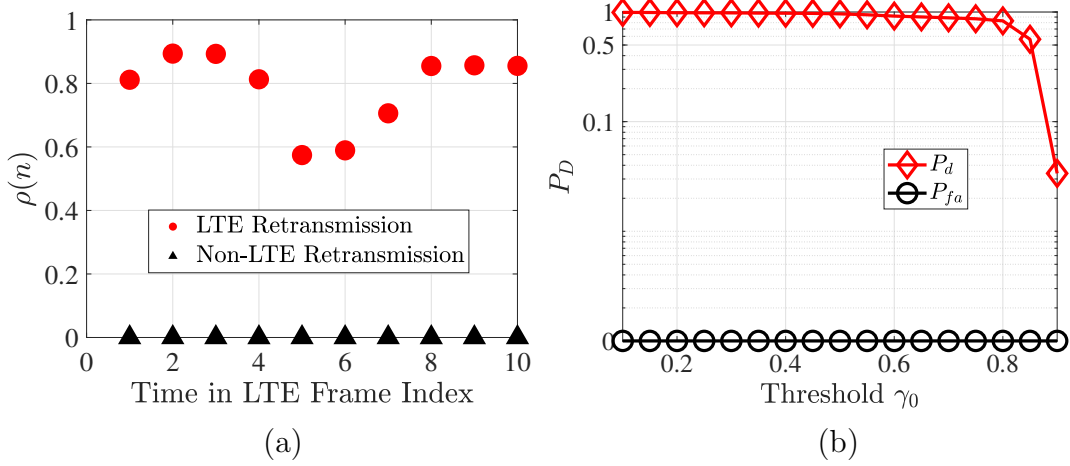 1
0.8
0.6
0.4
0.2
0
ρ(n)
LTE Retransmission
Non-LTE Retransmission
0 2 4 6 8 10
Time in LTE Frame Index
(a)
1
0.5
0.1
0
P_D
P_d
P_{fa}
0.2 0.4 0.6 0.8
Threshold γ_0
(b)